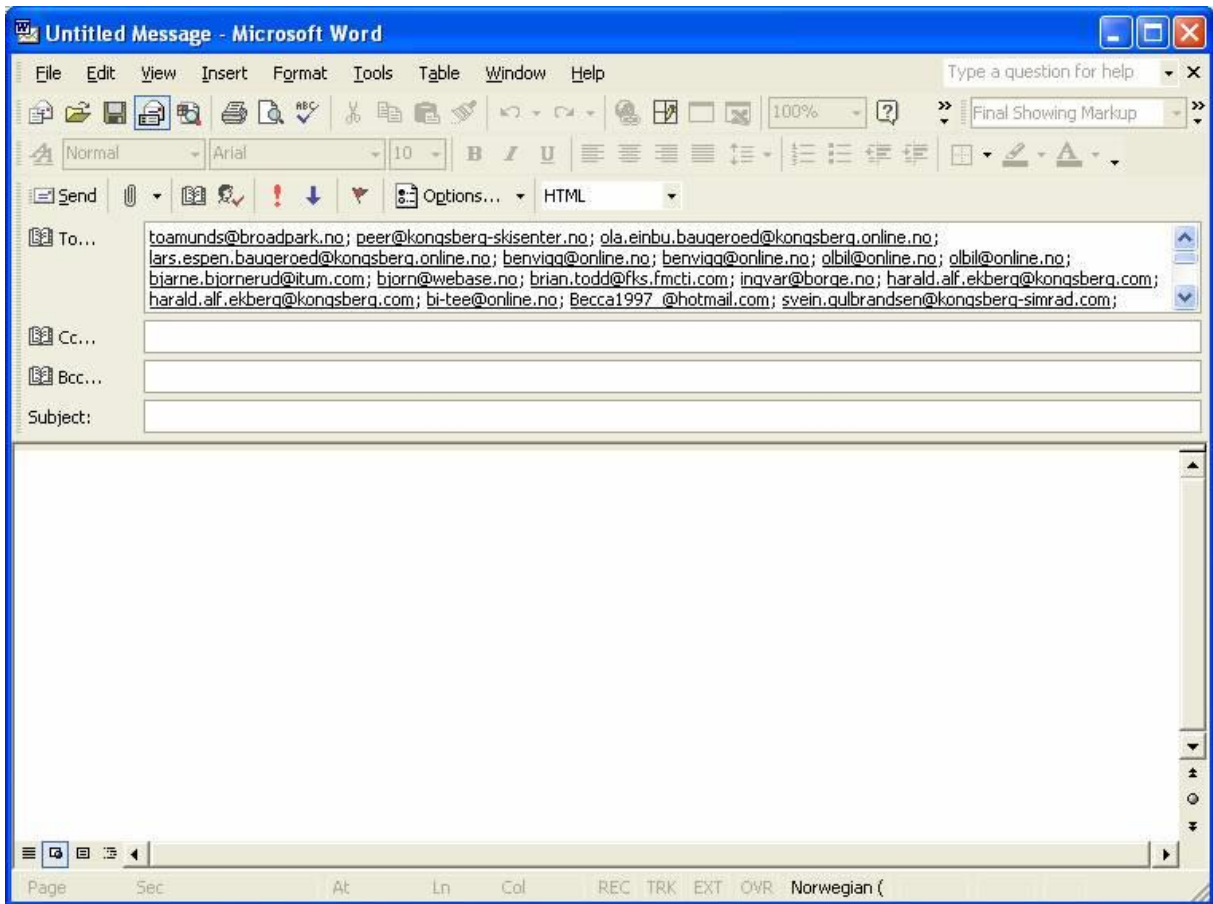 Untitled Message - Microsoft Word
File Edit View Insert Format Tools Table Window Help Type a question for help
100% Final Showing Markup
Normal Arial 10 B I U
Send Options... HTML
To... toamunds@broadpark.no; peer@kongsberg-skisenter.no; ola.einbu.baugeroed@kongsberg.online.no;
lars.espen.baugeroed@kongsberg.online.no; benvigg@online.no; benvigg@online.no; olbil@online.no; olbil@online.no;
bjarne.bjornerud@itum.com; bjorn@webase.no; brian.todd@fks.fmcti.com; ingvar@borge.no; harald.alf.ekberg@kongsberg.com;
harald.alf.ekberg@kongsberg.com; bi-tee@online.no; Becca1997_@hotmail.com; svein.gulbrandsen@kongsberg-simrad.com;
Cc...
Bcc...
Subject:
Page Sec At Ln Col REC TRK EXT OVR Norwegian (